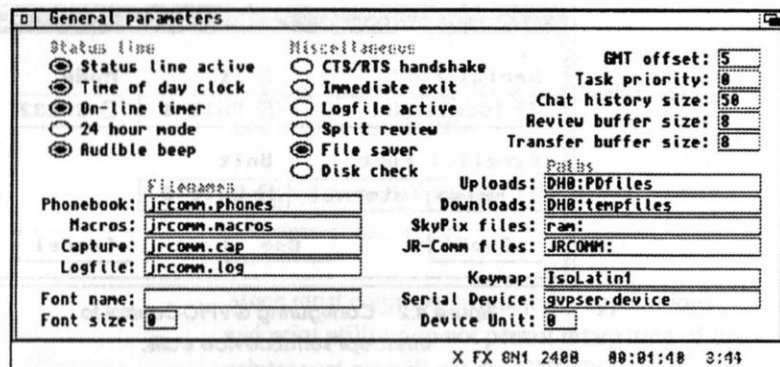 General parameters
Status line
Status line active
Time of day clock
On-line timer
24 hour mode
Audible beep
Miscellaneous
CTS/RTS handshake
Immediate exit
Logfile active
Split review
File saver
Disk check
GMT offset: 5
Task priority: 0
Chat history size: 50
Review buffer size: 8
Transfer buffer size: 8
Filenames
Phonebook: jrcomm.phones
Macros: jrcomm.macros
Capture: jrcomm.cap
Logfile: jrcomm.log
Font name:
Font size: 0
Paths
Uploads: DH0:PDfiles
Downloads: DH0:tempfiles
SkyPix files: ram:
JR-Comm files: JRCOMM:
Keymap: IsoLatin1
Serial Device: gvpser.device
Device Unit: 0
X FX 8N1 2400 00:01:40 3:44